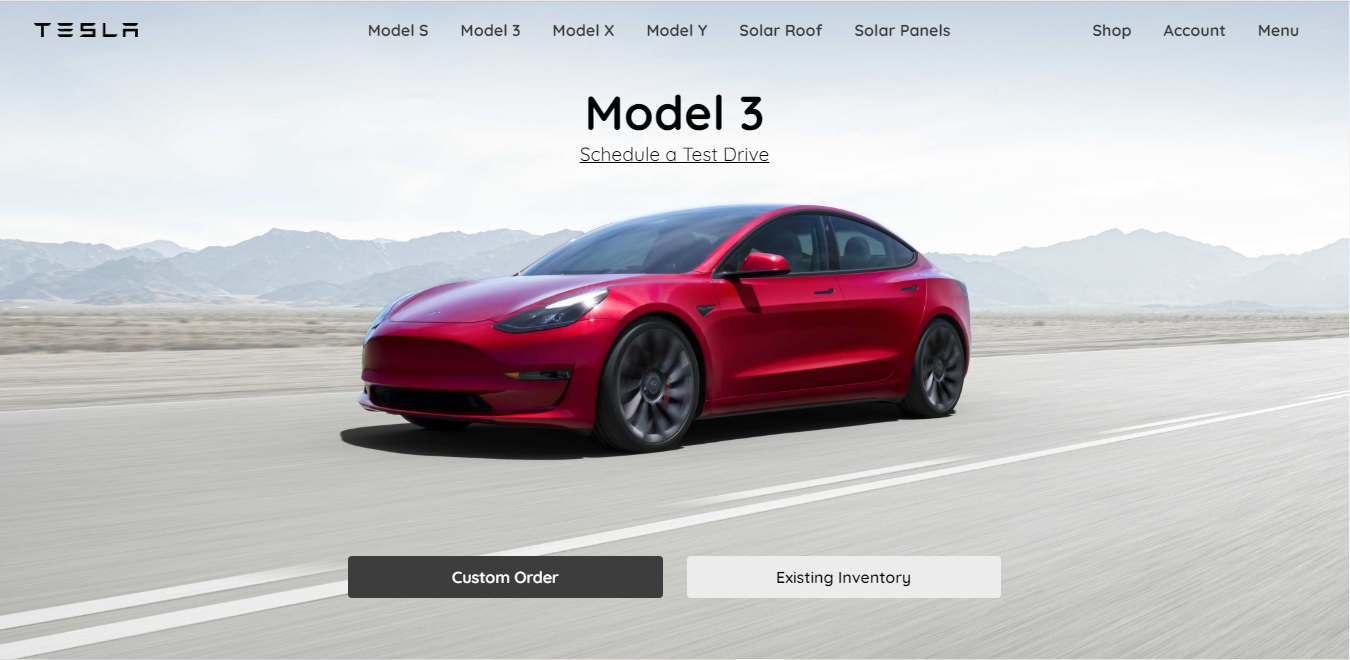 TESLA Model S Model 3 Model X Model Y Solar Roof Solar Panels Shop Account Menu
Model 3
Schedule a Test Drive
Custom Order Existing Inventory